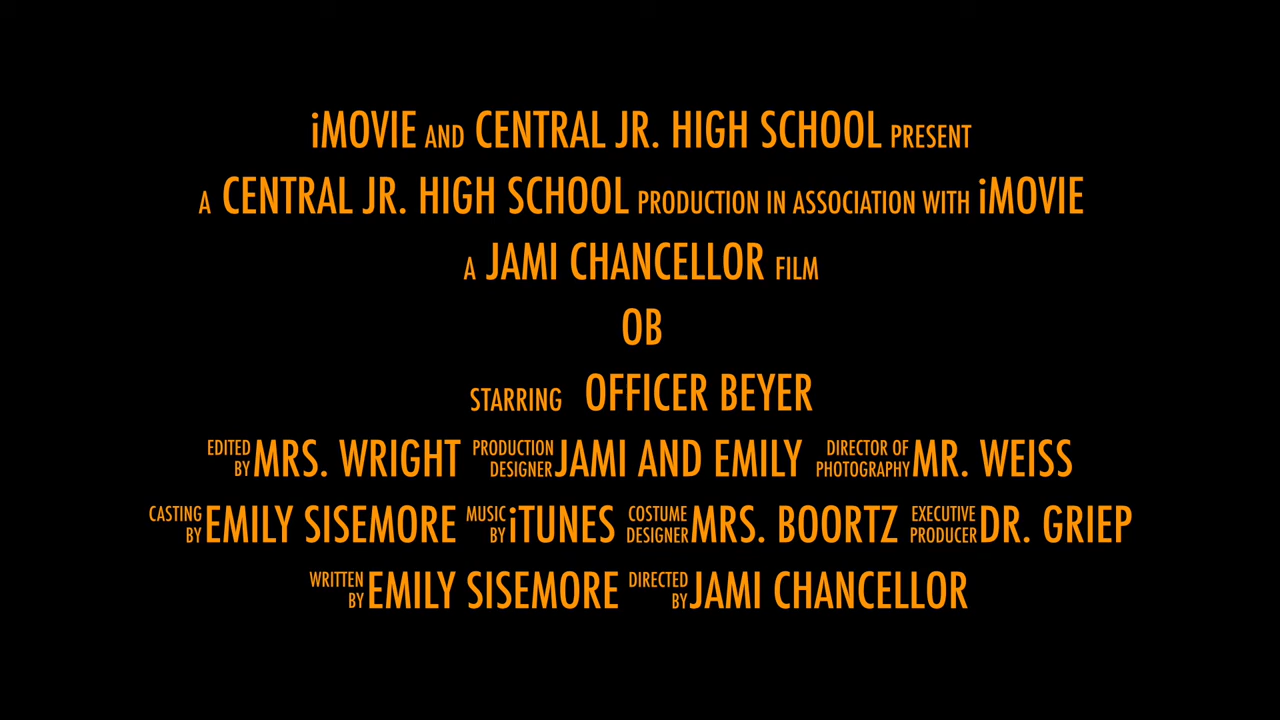 iMOVIE AND CENTRAL JR. HIGH SCHOOL PRESENT
A CENTRAL JR. HIGH SCHOOL PRODUCTION IN ASSOCIATION WITH iMOVIE
A JAMI CHANCELLOR FILM
OB
STARRING OFFICER BEYER
EDITED BY MRS. WRIGHT PRODUCTION DESIGNER JAMI AND EMILY DIRECTOR OF PHOTOGRAPHY MR. WEISS
CASTING BY EMILY SISEMORE MUSIC BY iTUNES COSTUME DESIGNER MRS. BOORTZ EXECUTIVE PRODUCER DR. GRIEP
WRITTEN BY EMILY SISEMORE DIRECTED BY JAMI CHANCELLOR